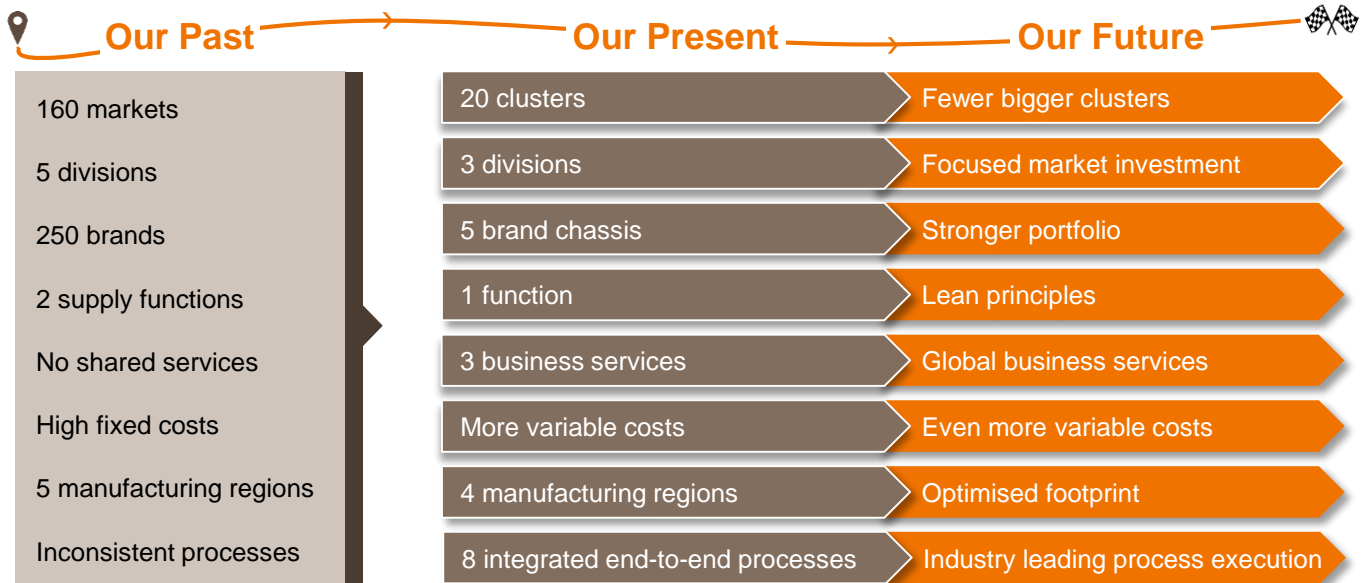 Our Past
Our Present
Our Future
160 markets
5 divisions
250 brands
2 supply functions
No shared services
High fixed costs
5 manufacturing regions
Inconsistent processes
20 clusters
Fewer bigger clusters
3 divisions
Focused market investment
5 brand chassis
Stronger portfolio
1 function
Lean principles
3 business services
Global business services
More variable costs
Even more variable costs
4 manufacturing regions
Optimised footprint
8 integrated end-to-end processes
Industry leading process execution